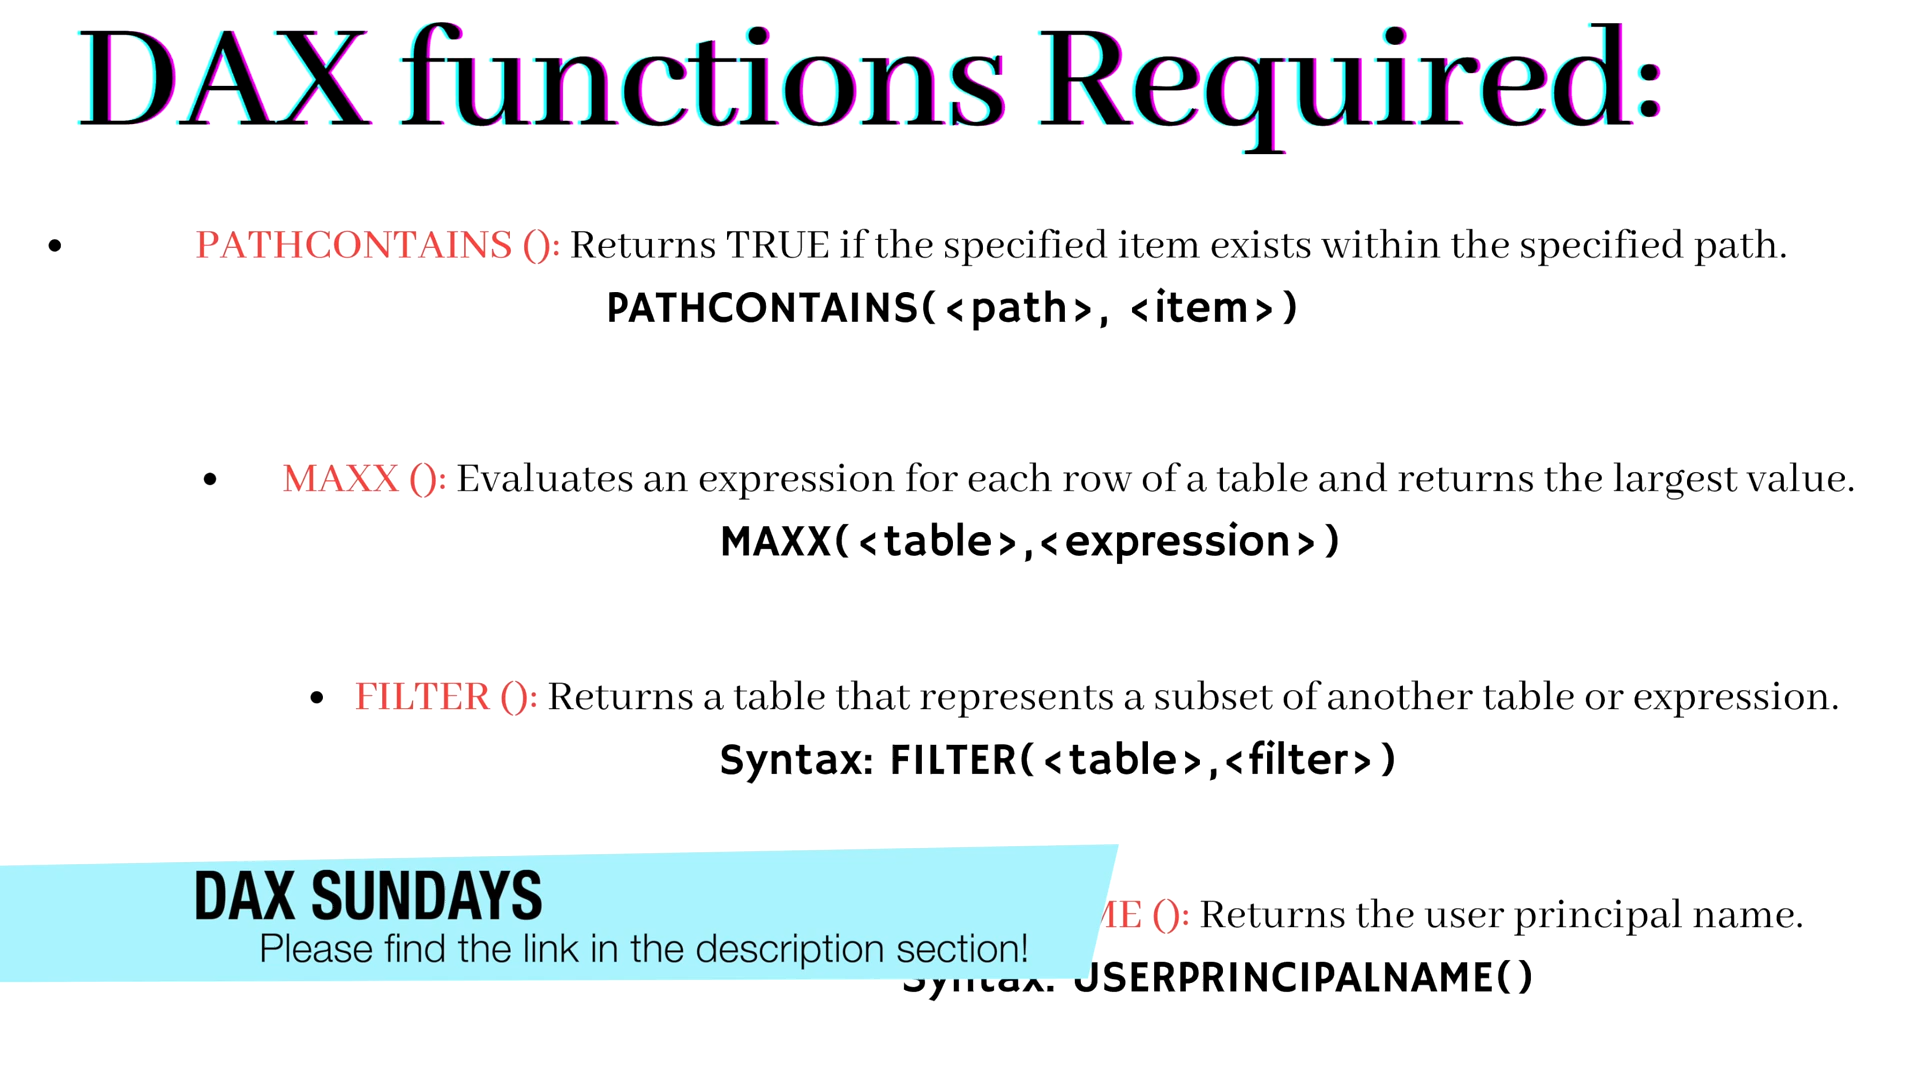 DAX functions Required:
• PATHCONTAINS (): Returns TRUE if the specified item exists within the specified path.
PATHCONTAINS(<path>, <item>)
• MAXX (): Evaluates an expression for each row of a table and returns the largest value.
MAXX(<table>,<expression>)
• FILTER (): Returns a table that represents a subset of another table or expression.
Syntax: FILTER(<table>,<filter>)
ME (): Returns the user principal name.
Syntax: USERPRINCIPALNAME()
DAX SUNDAYS
Please find the link in the description section!